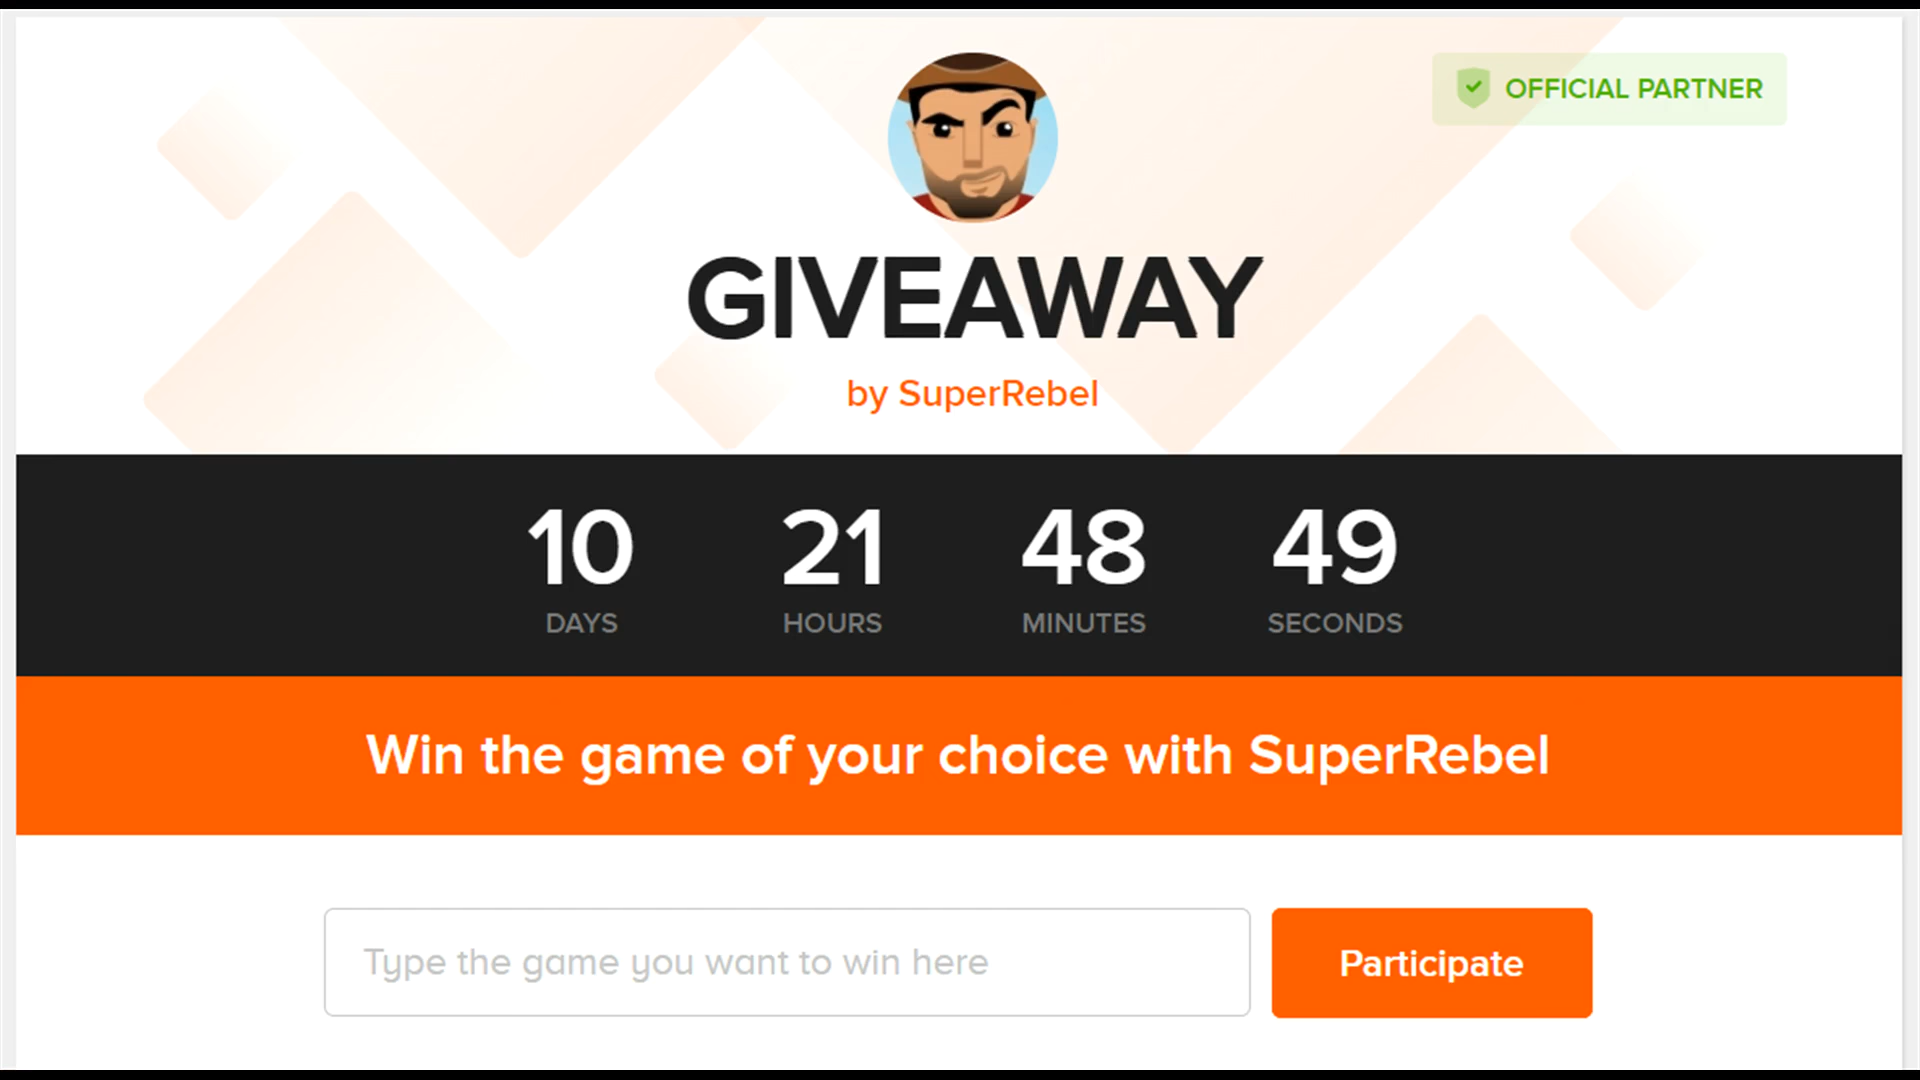 OFFICIAL PARTNER
GIVEAWAY
by SuperRebel
10 21 48 49
DAYS HOURS MINUTES SECONDS
Win the game of your choice with SuperRebel
Type the game you want to win here
Participate